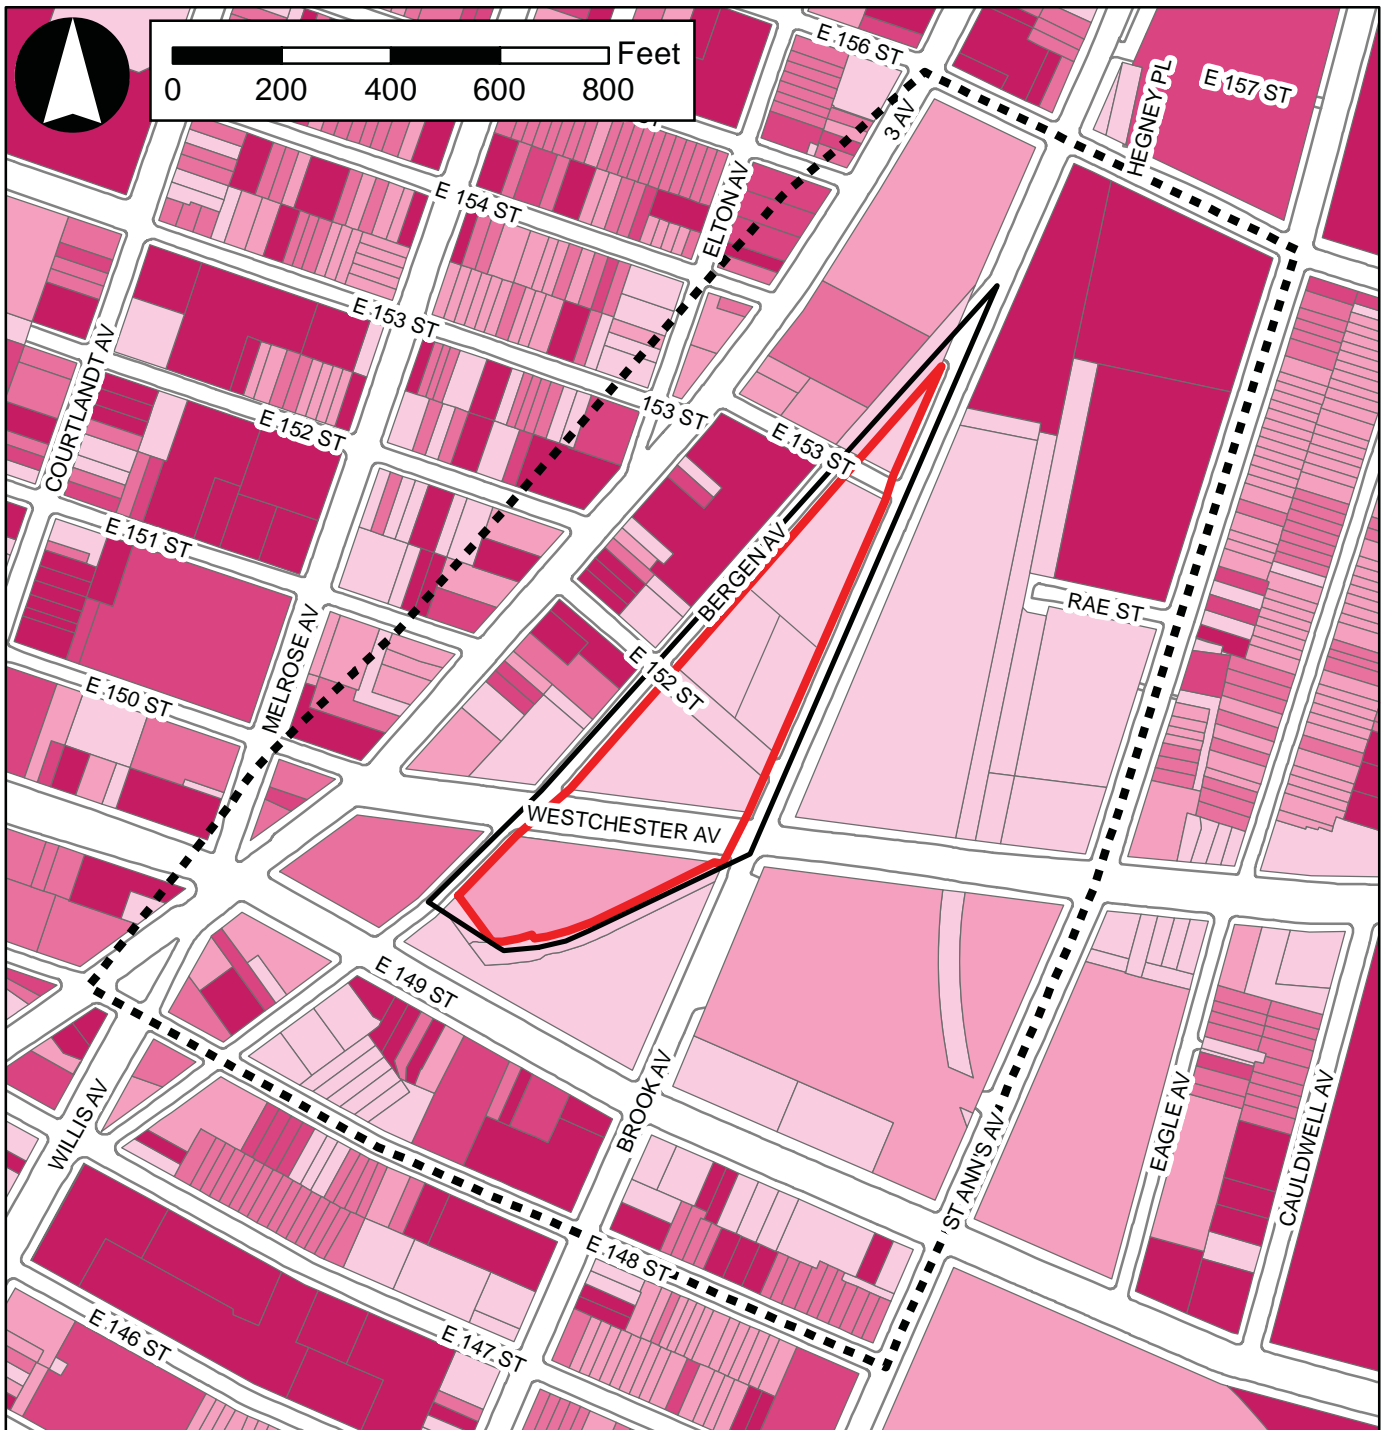 Feet
0 200 400 600 800
E 156 ST
3 AV
HEGNEY PL
E 157 ST
E 154 ST
ELTON AV
E 153 ST
COURTLANDT AV
E 152 ST
153 ST
E 153 ST
E 151 ST
BERGEN AV
RAE ST
MELROSE AV
E 150 ST
E 152 ST
WESTCHESTER AV
E 149 ST
BROOK AV
WILLIS AV
ST ANN'S AV
EAGLE AV
CAULDWELL AV
E 148 ST
E 146 ST
E 147 ST